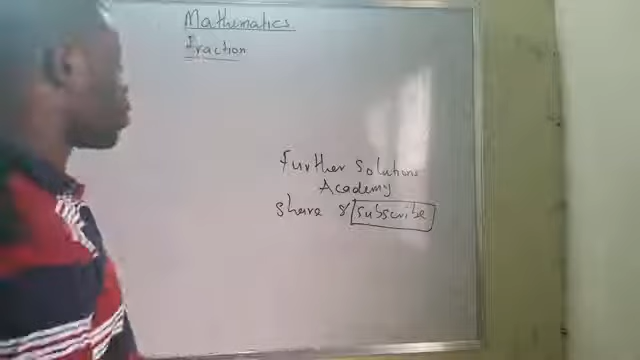 Mathematics
Fraction
Further Solutions
Academy
share & subscribe